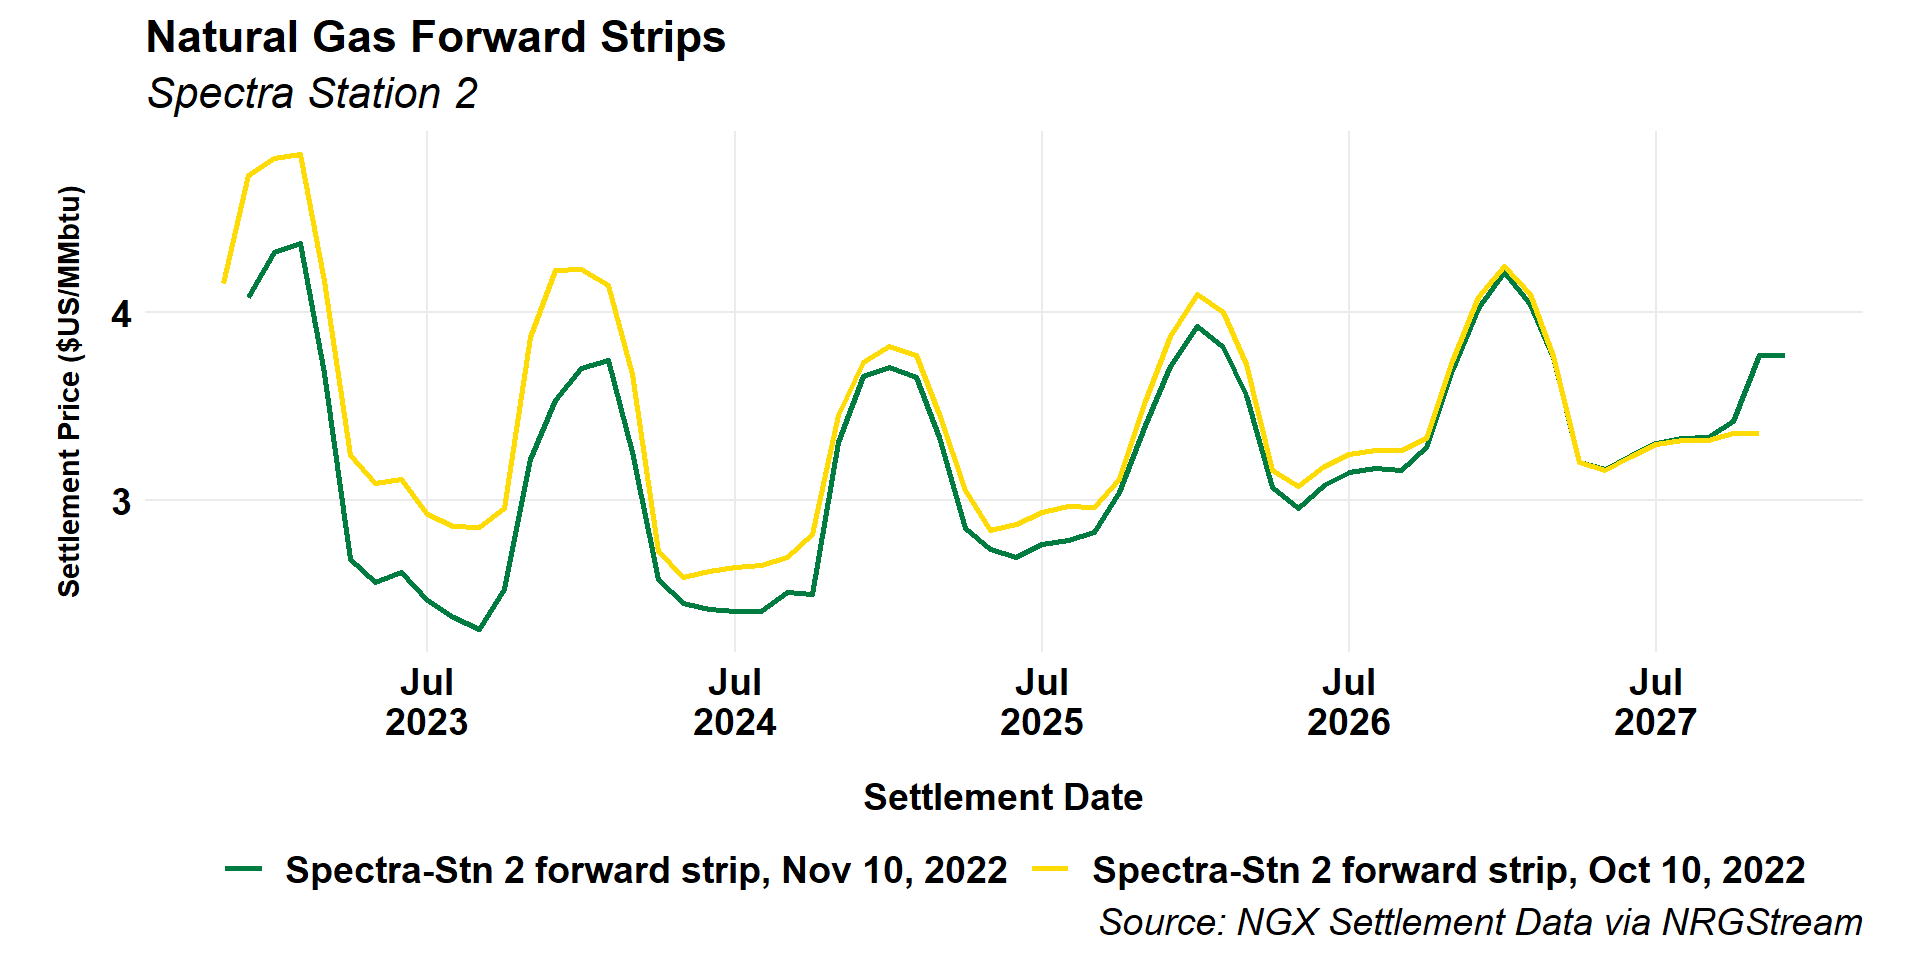 Natural Gas Forward Strips
Spectra Station 2
Settlement Price ($US/MMbtu)
4
3
Jul
2023
Jul
2024
Jul
2025
Jul
2026
Jul
2027
Settlement Date
Spectra-Stn 2 forward strip, Nov 10, 2022
Spectra-Stn 2 forward strip, Oct 10, 2022
Source: NGX Settlement Data via NRGStream